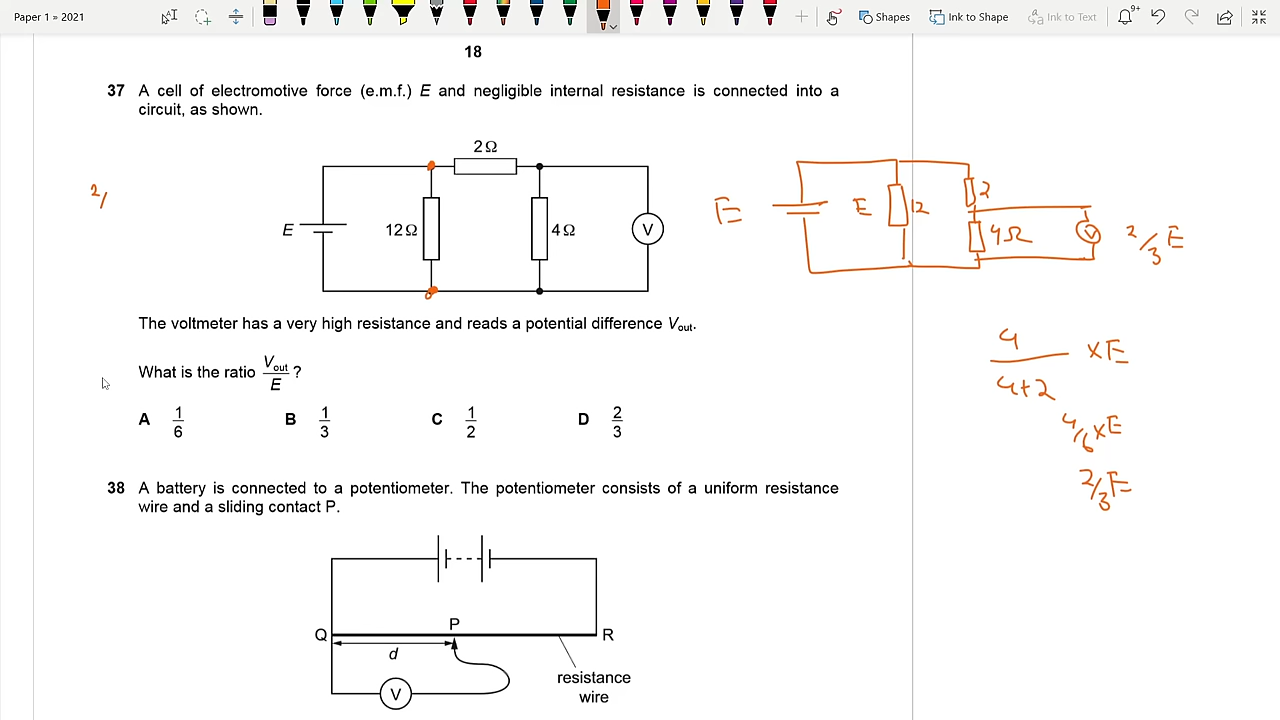 Paper 1 » 2021
Shapes
Ink to Shape
Ink to Text
9+
18
37 A cell of electromotive force (e.m.f.) E and negligible internal resistance is connected into a
circuit, as shown.
2Ω
E
12Ω
4Ω
V
2/
E
E
12
2
4Ω
V
2/3 E
The voltmeter has a very high resistance and reads a potential difference Vout.
What is the ratio Vout/E ?
A 1/6 B 1/3 C 1/2 D 2/3
4/(4+2) ×E
4/6 ×E
2/3 E
38 A battery is connected to a potentiometer. The potentiometer consists of a uniform resistance
wire and a sliding contact P.
Q
P
R
d
V
resistance
wire